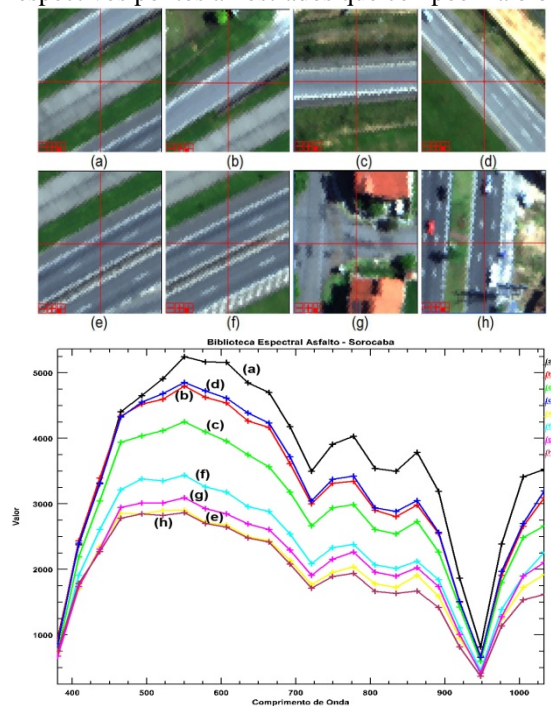 (a) (b) (c) (d)
(e) (f) (g) (h)
Biblioteca Espectral Asfalto - Sorocaba
5000
4000
3000
2000
1000
Valor
(a)
(d)
(b)
(c)
(f)
(g)
(h) (e)
400 500 600 700 800 900 1000
Comprimento de Onda